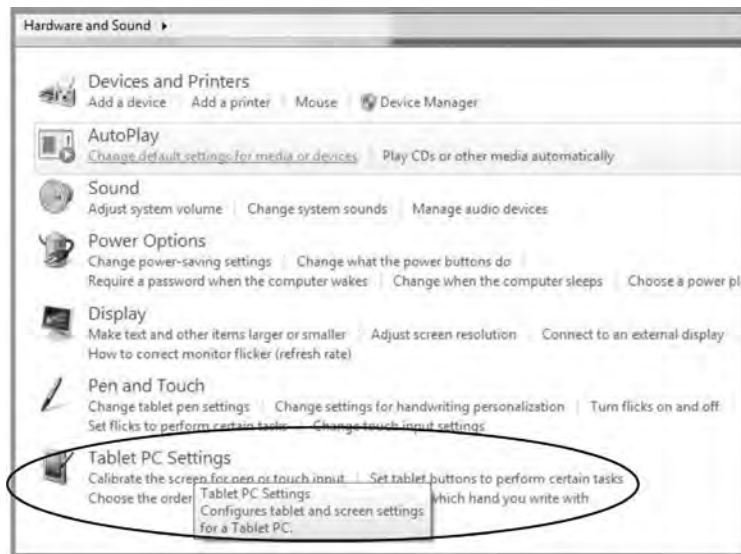 Hardware and Sound
Devices and Printers
Add a device Add a printer Mouse Device Manager
AutoPlay
Change default settings for media or devices Play CDs or other media automatically
Sound
Adjust system volume Change system sounds Manage audio devices
Power Options
Change power-saving settings Change what the power buttons do
Require a password when the computer wakes Change when the computer sleeps Choose a power pl
Display
Make text and other items larger or smaller Adjust screen resolution Connect to an external display
How to correct monitor flicker (refresh rate)
Pen and Touch
Change tablet pen settings Change settings for handwriting personalization Turn flicks on and off
Set flicks to perform certain tasks Change touch input settings
Tablet PC Settings
Calibrate the screen for pen or touch input Set tablet buttons to perform certain tasks
Choose the order which hand you write with
Tablet PC Settings
Configures tablet and screen settings
for a Tablet PC.